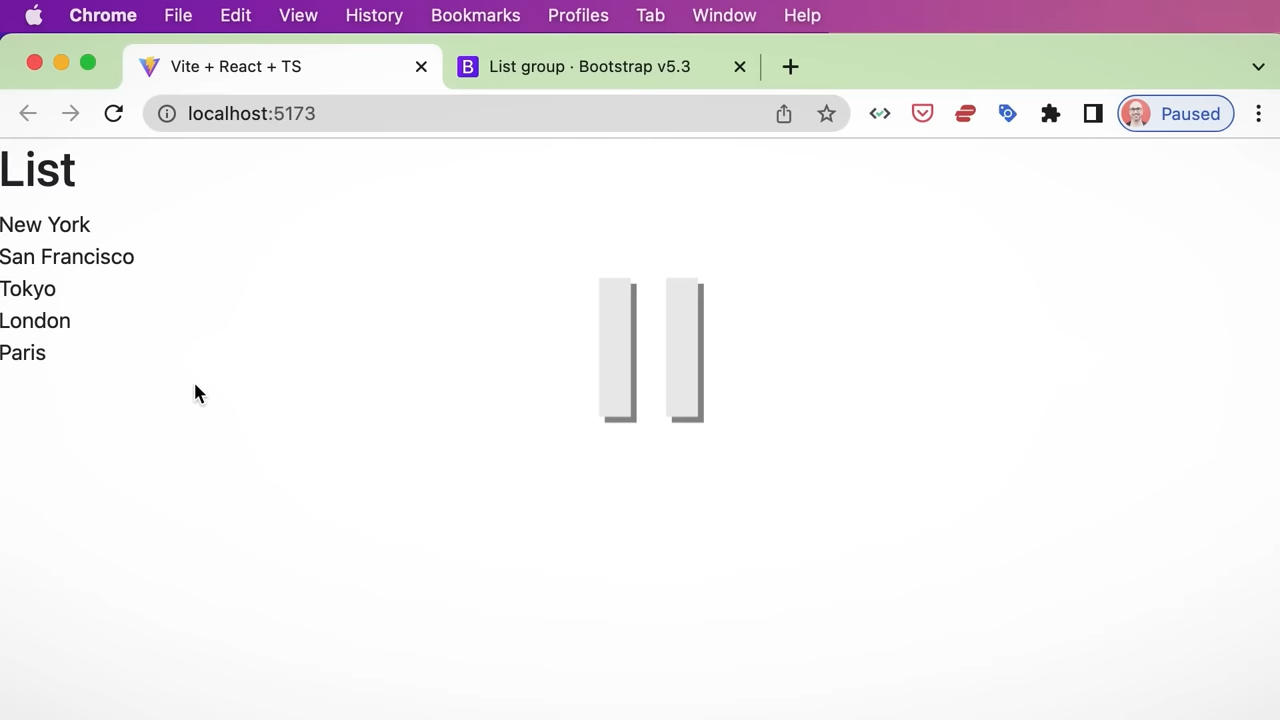 Chrome File Edit View History Bookmarks Profiles Tab Window Help
Vite + React + TS
B List group · Bootstrap v5.3
localhost:5173
Paused
List
New York
San Francisco
Tokyo
London
Paris